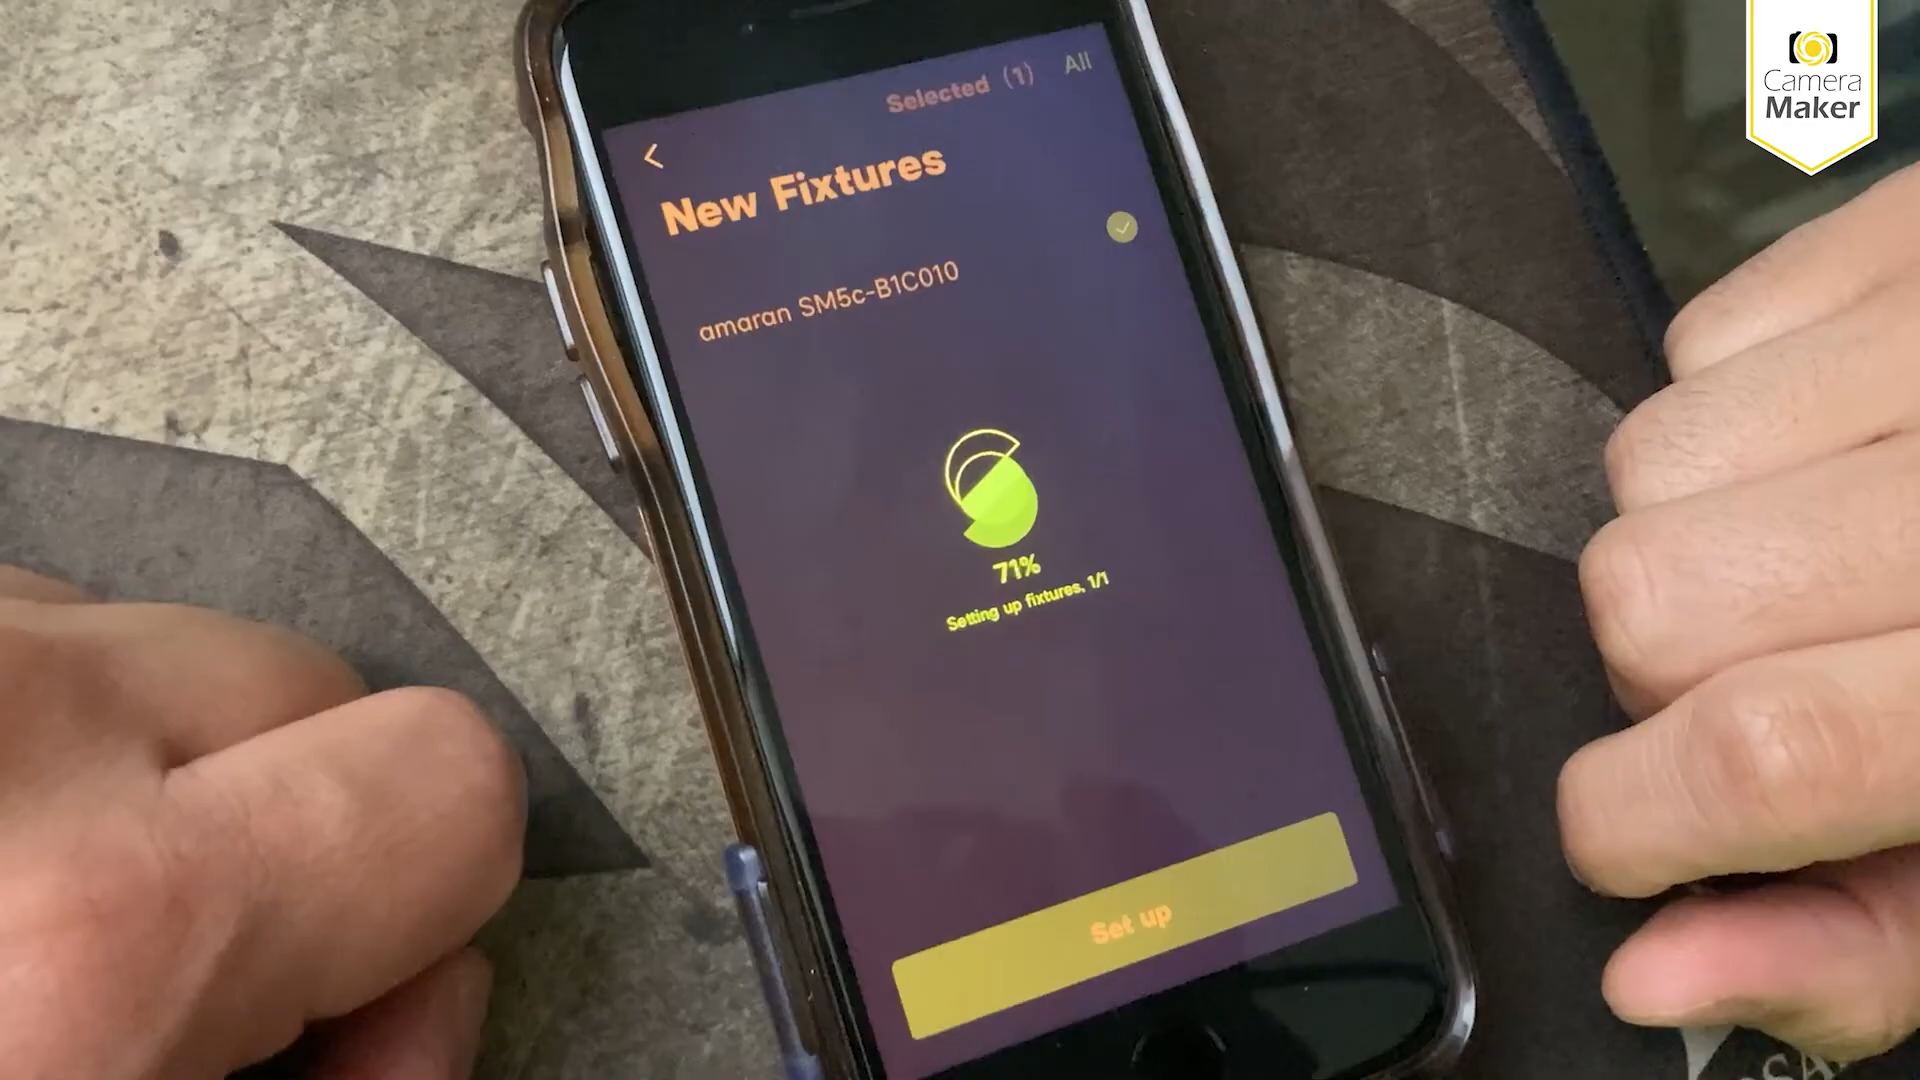 Camera
Maker
Selected (1) All
New Fixtures
amaran SM5c-B1C010
71%
Setting up fixtures, 1/1
Set up